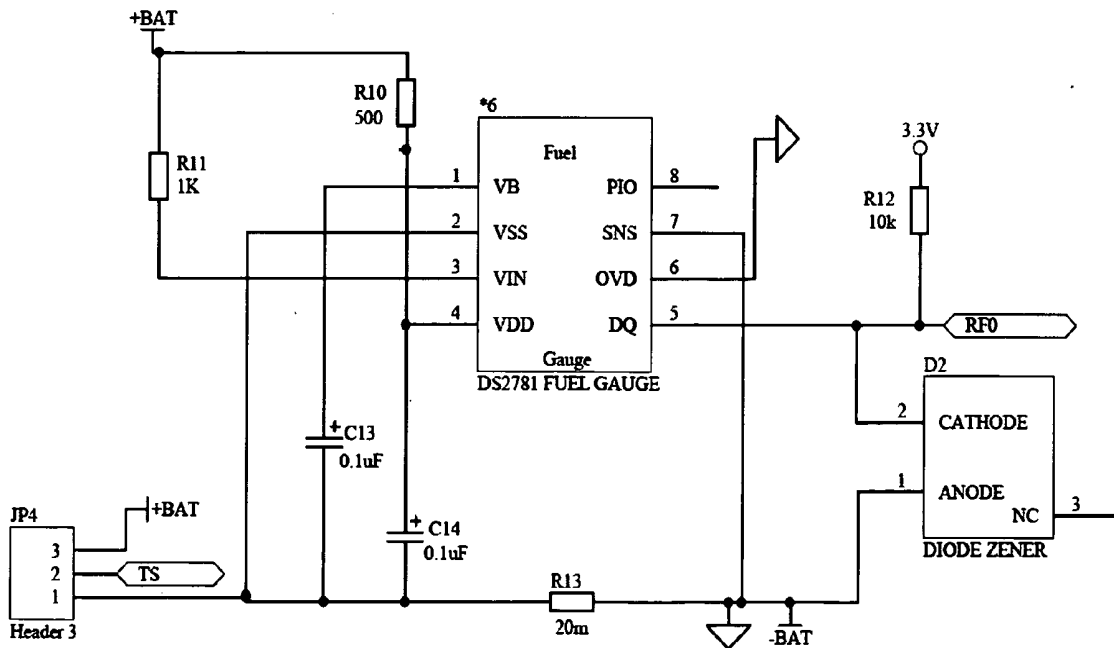 +BAT
R10
500
*6
Fuel
3.3V
R11
1K
1
VB
PIO
8
R12
10k
2
VSS
SNS
7
3
VIN
OVD
6
4
VDD
DQ
5
RF0
Gauge
DS2781 FUEL GAUGE
D2
2
CATHODE
+
C13
0.1uF
1
ANODE
+BAT
JP4
NC
3
+
C14
0.1uF
DIODE ZENER
3
2
TS
1
R13
20m
Header 3
-BAT